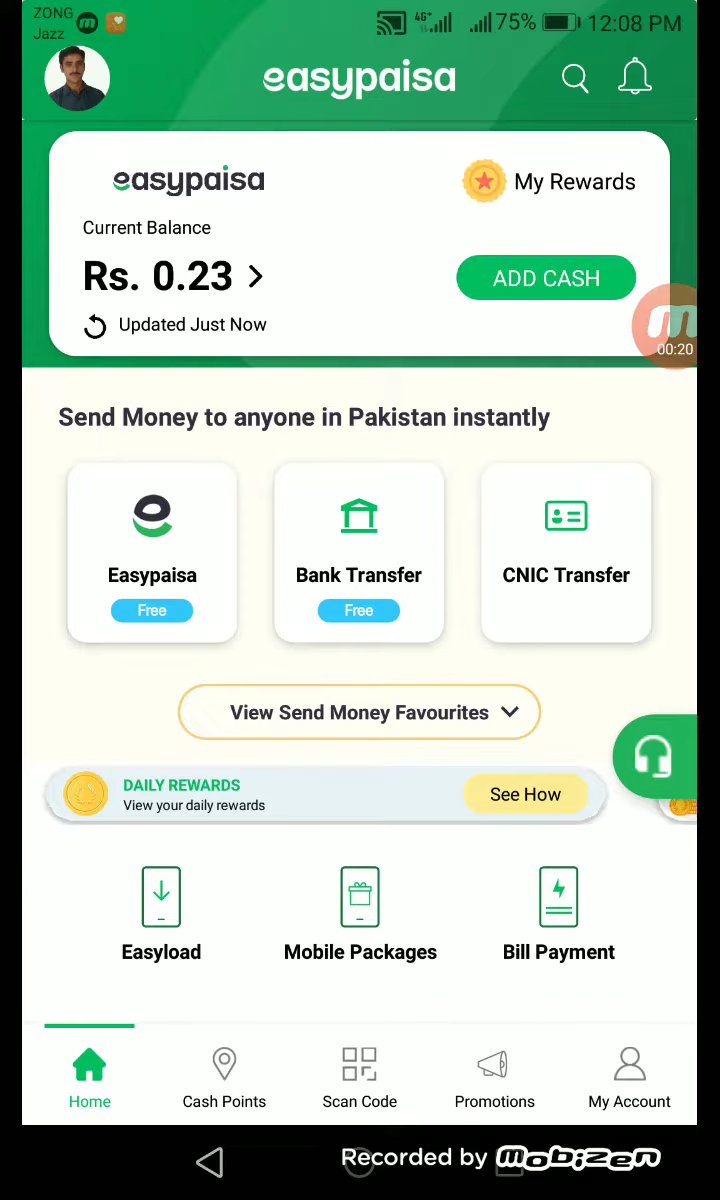 ZONG
Jazz
4G+
75%
12:08 PM
easypaisa
easypaisa
My Rewards
Current Balance
Rs. 0.23
ADD CASH
Updated Just Now
00:20
Send Money to anyone in Pakistan instantly
Easypaisa
Bank Transfer
CNIC Transfer
Free
Free
View Send Money Favourites
DAILY REWARDS
View your daily rewards
See How
Easyload
Mobile Packages
Bill Payment
Home
Cash Points
Scan Code
Promotions
My Account
Recorded by mobizen